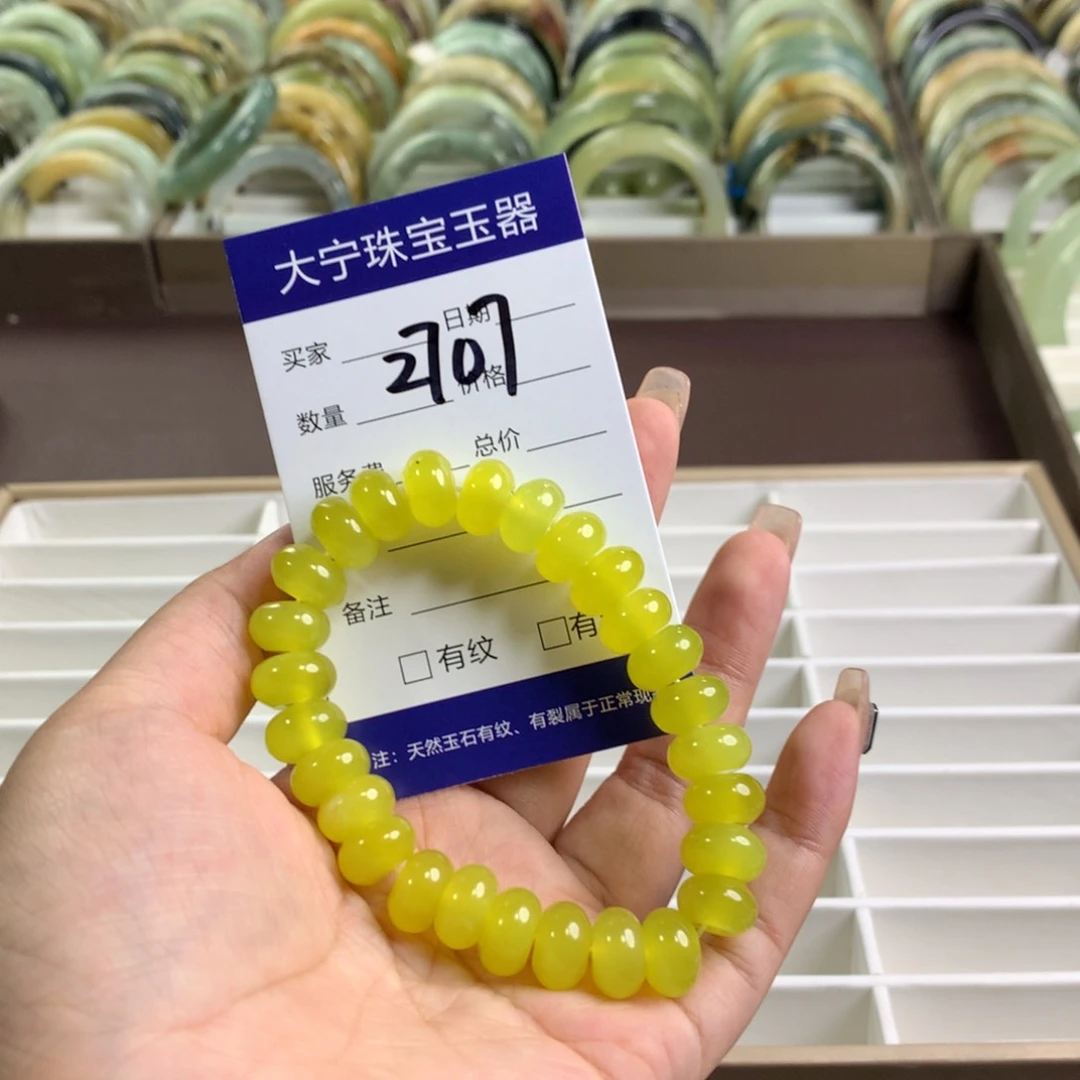 大宁珠宝玉器
日期
买家
2707
价格
数量
总价
服务费
备注
有纹 有
注：天然玉石有纹、有裂属于正常现